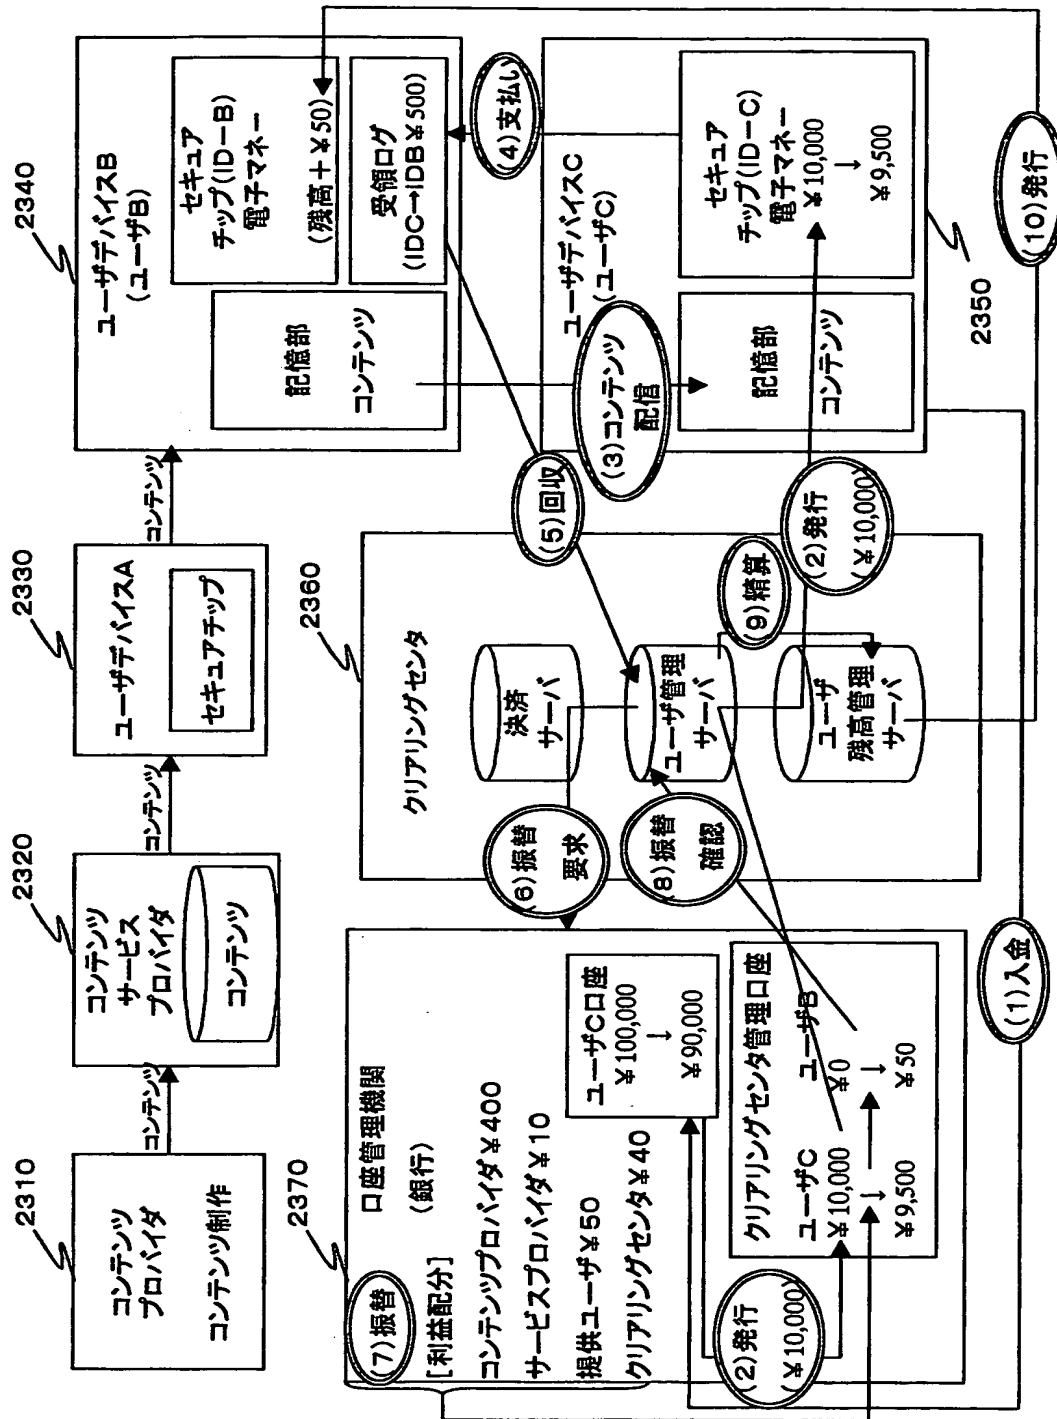 2310
コンテンツ
プロバイダ
コンテンツ制作
コンテンツ
2320
コンテンツ
サービス
プロバイダ
コンテンツ
コンテンツ
2330
ユーザデバイスA
セキュアチップ
コンテンツ
2340
ユーザデバイスB
(ユーザB)
記憶部
コンテンツ
セキュア
チップ(ID－B)
電子マネー
(残高＋￥50)
受領ログ
(IDC→IDB￥500)
2370
(7)振替
口座管理機関
(銀行)
[利益配分]
コンテンツプロバイダ￥400
サービスプロバイダ￥10
提供ユーザ￥50
クリアリングセンタ￥40
ユーザC口座
￥100,000
↓
￥90,000
(2)発行
(￥10,000)
クリアリングセンタ管理口座
ユーザC
￥10,000
↓
￥9,500
ユーザB
￥0
↓
￥50
(6)振替
要求
(8)振替
確認
2360
クリアリングセンタ
決済
サーバ
ユーザ管理
サーバ
ユーザ
残高管理
サーバ
(9)精算
(5)回収
(2)発行
(￥10,000)
(3)コンテンツ
配信
(4)支払い
ユーザデバイスC
(ユーザC)
記憶部
コンテンツ
セキュア
チップ(ID－C)
電子マネー
￥10,000
↓
￥9,500
2350
(1)入金
(10)発行